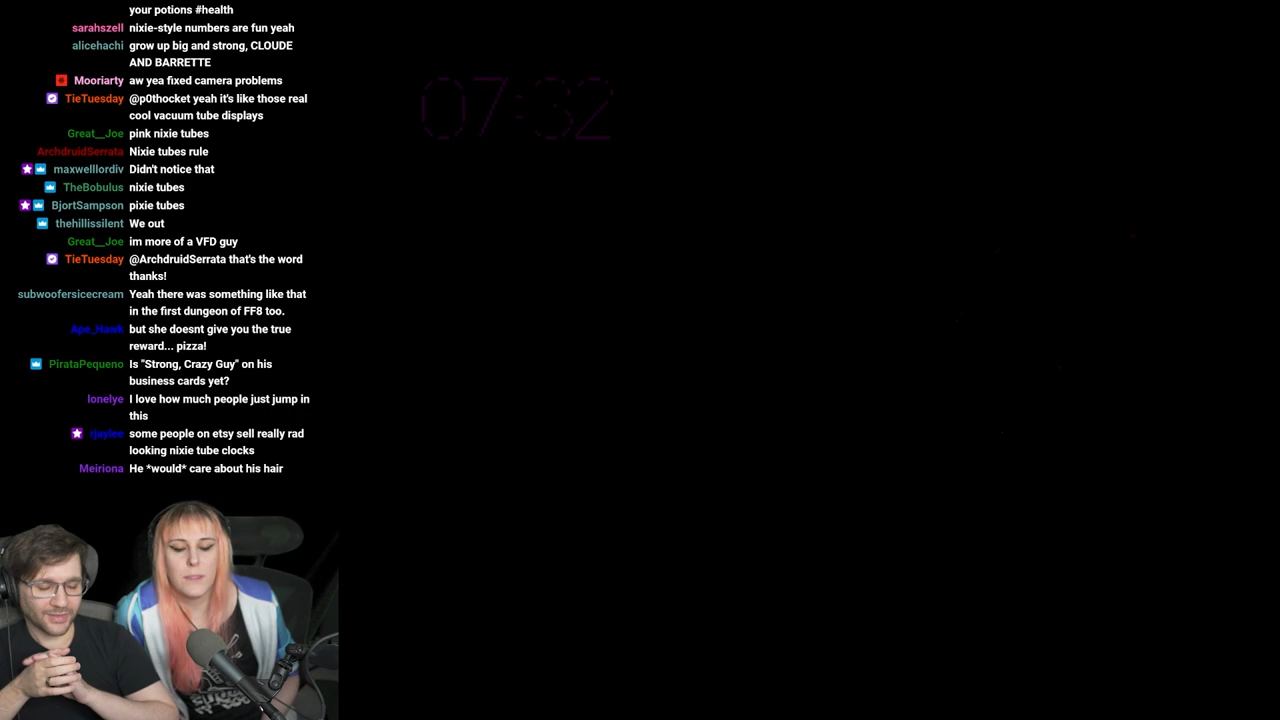 your potions #health
sarahszell nixie-style numbers are fun yeah
alicehachi grow up big and strong, CLOUDE
AND BARRETTE
Mooriarty aw yea fixed camera problems
TieTuesday @p0thocket yeah it's like those real
cool vacuum tube displays
Great__Joe pink nixie tubes
ArchdruidSerrata Nixie tubes rule
maxwelllordiv Didn't notice that
TheBobulus nixie tubes
BjortSampson pixie tubes
thehillissilent We out
Great__Joe im more of a VFD guy
TieTuesday @ArchdruidSerrata that's the word
thanks!
subwoofersicecream Yeah there was something like that
in the first dungeon of FF8 too.
Ape_Hawk but she doesnt give you the true
reward... pizza!
PirataPequeno Is "Strong, Crazy Guy" on his
business cards yet?
lonelye I love how much people just jump in
this
rjaylee some people on etsy sell really rad
looking nixie tube clocks
Meiriona He *would* care about his hair
07:32